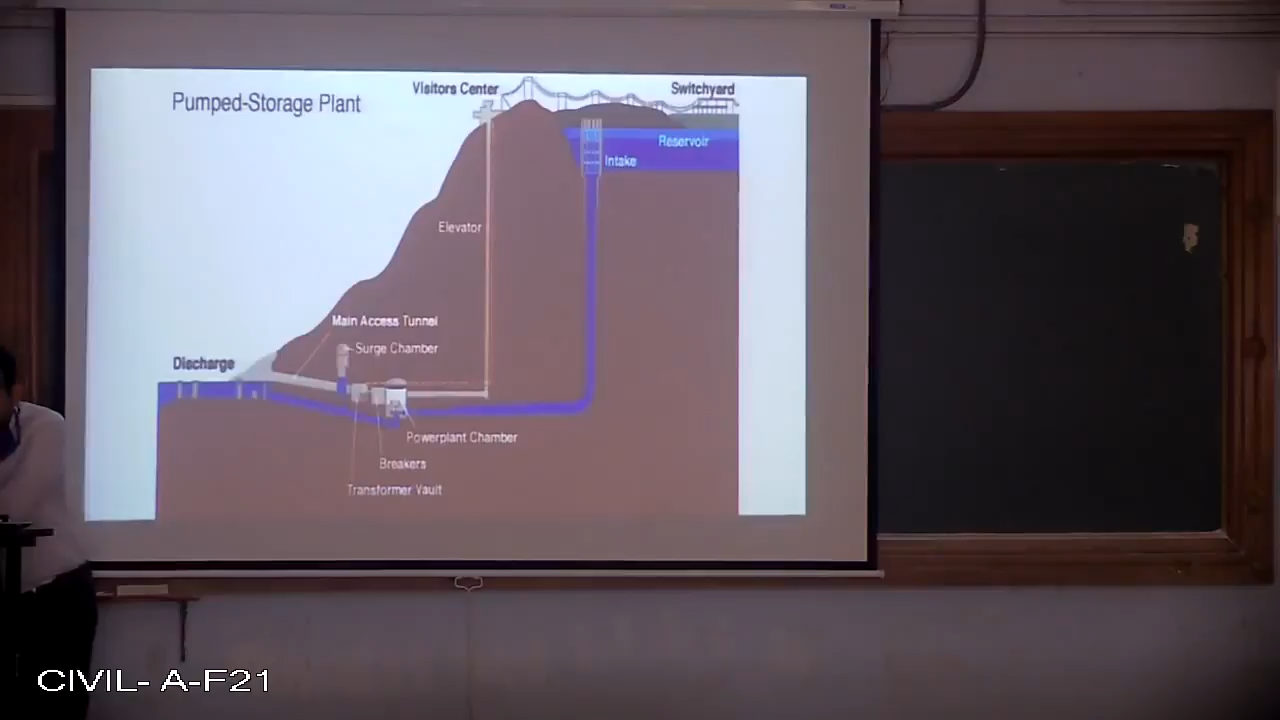 Visitors Center
Switchyard
Pumped-Storage Plant
Reservoir
Intake
Elevator
Main Access Tunnel
Surge Chamber
Discharge
Powerplant Chamber
Breakers
Transformer Vault
CIVIL- A-F21